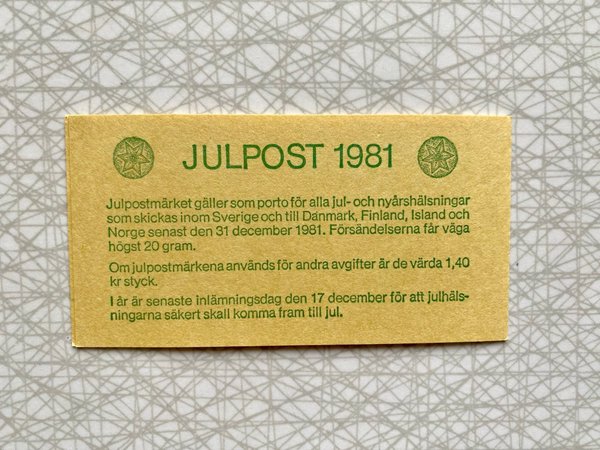 JULPOST 1981
Julpostmärket gäller som porto för alla jul- och nyårshälsningar
som skickas inom Sverige och till Danmark, Finland, Island och
Norge senast den 31 december 1981. Försändelserna får väga
högst 20 gram.
Om julpostmärkena används för andra avgifter är de värda 1,40
kr styck.
I år är senaste inlämningsdag den 17 december för att julhäls-
ningarna säkert skall komma fram till jul.